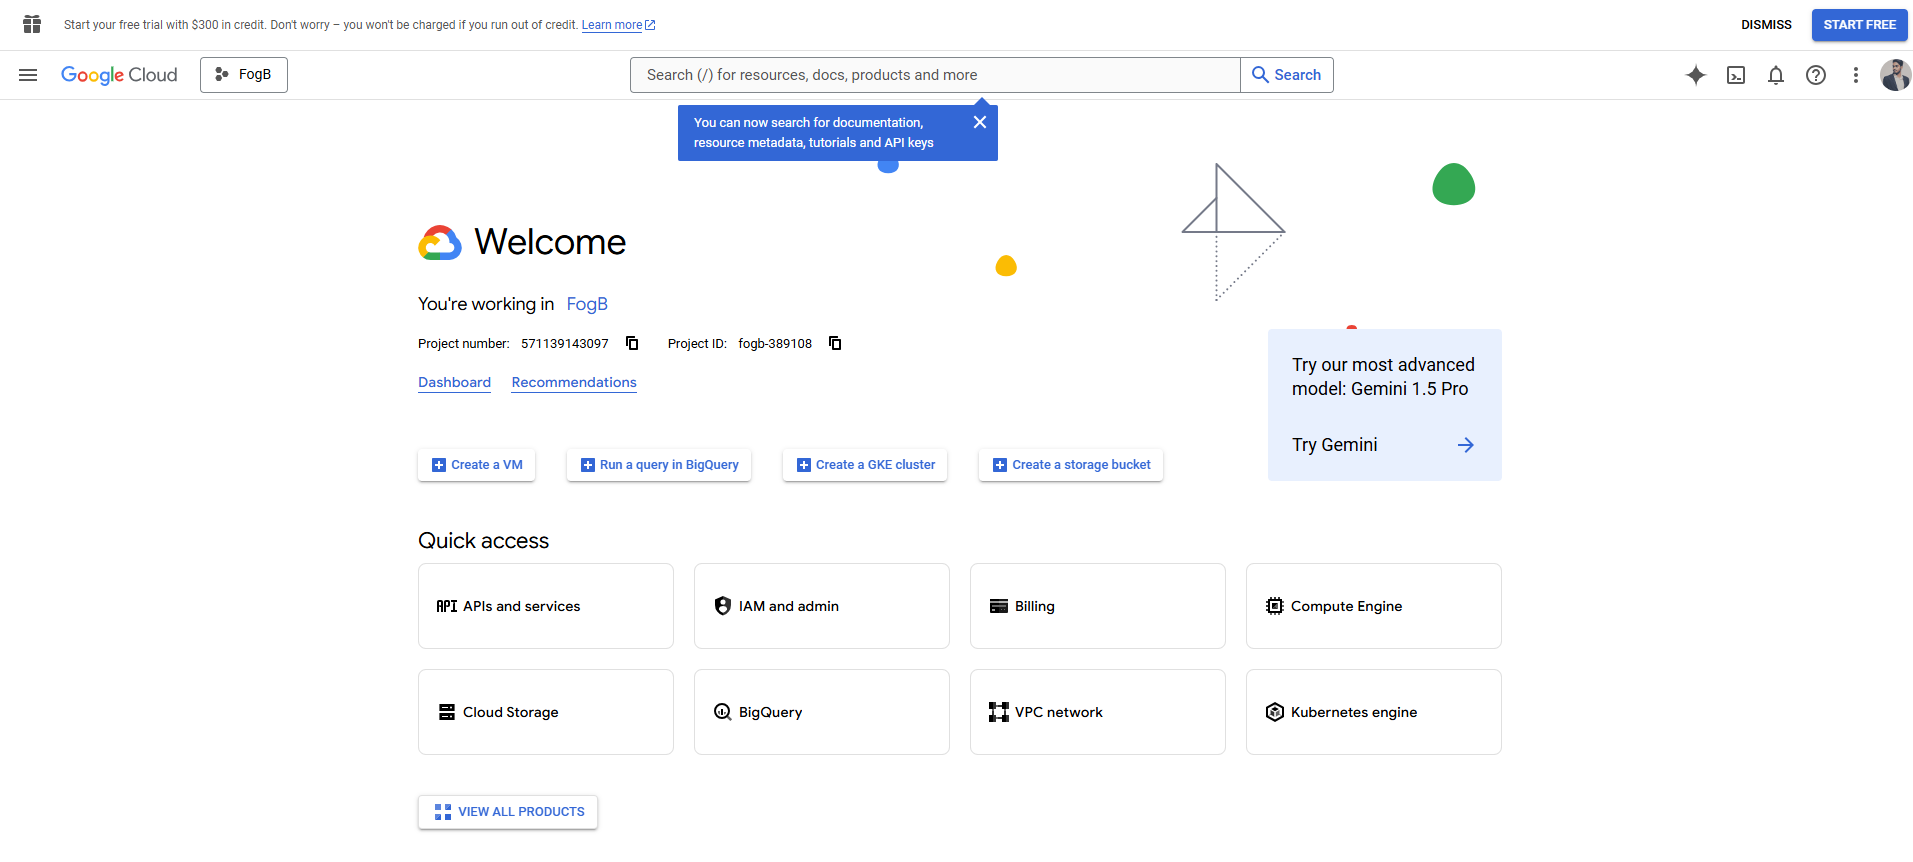 Start your free trial with $300 in credit. Don't worry – you won't be charged if you run out of credit. Learn more
DISMISS
START FREE
Google Cloud
FogB
Search (/) for resources, docs, products and more
Search
You can now search for documentation,
resource metadata, tutorials and API keys
Welcome
You're working in FogB
Project number: 571139143097
Project ID: fogb-389108
Dashboard
Recommendations
Try our most advanced
model: Gemini 1.5 Pro
Try Gemini
Create a VM
Run a query in BigQuery
Create a GKE cluster
Create a storage bucket
Quick access
API APIs and services
IAM and admin
Billing
Compute Engine
Cloud Storage
BigQuery
VPC network
Kubernetes engine
VIEW ALL PRODUCTS